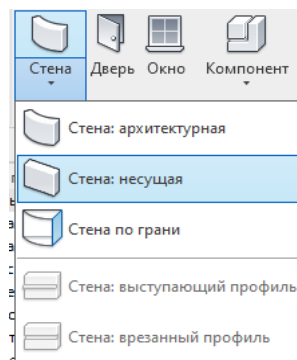 Стена Дверь Окно Компонент
Стена: архитектурная
Стена: несущая
Стена по грани
Стена: выступающий профиль
Стена: врезанный профиль